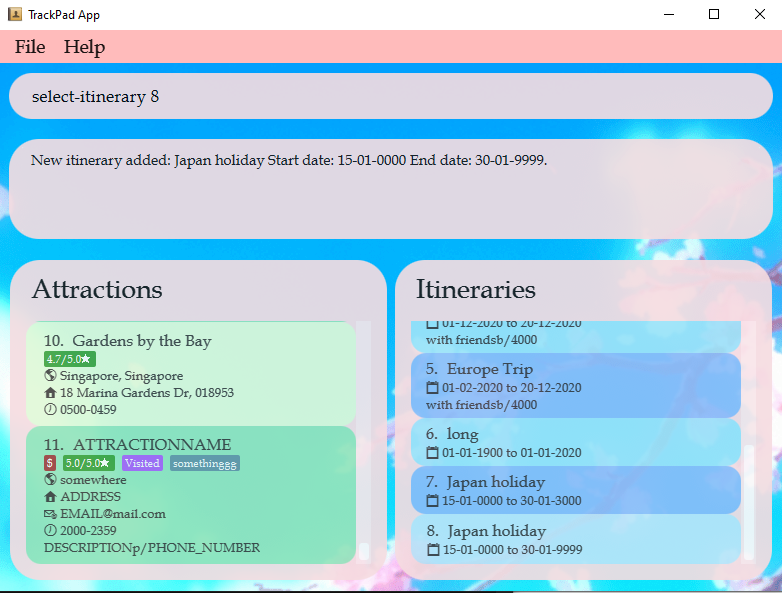 TrackPad App
File Help
select-itinerary 8
New itinerary added: Japan holiday Start date: 15-01-0000 End date: 30-01-9999.
Attractions
10. Gardens by the Bay
4.7/5.0★
Singapore, Singapore
18 Marina Gardens Dr, 018953
0500-0459
11. ATTRACTIONNAME
$ 5.0/5.0★ Visited somethinggg
somewhere
ADDRESS
EMAIL@mail.com
2000-2359
DESCRIPTIONp/PHONE_NUMBER
Itineraries
01-12-2020 to 20-12-2020
with friendsb/4000
5. Europe Trip
01-02-2020 to 20-12-2020
with friendsb/4000
6. long
01-01-1900 to 01-01-2020
7. Japan holiday
15-01-0000 to 30-01-3000
8. Japan holiday
15-01-0000 to 30-01-9999